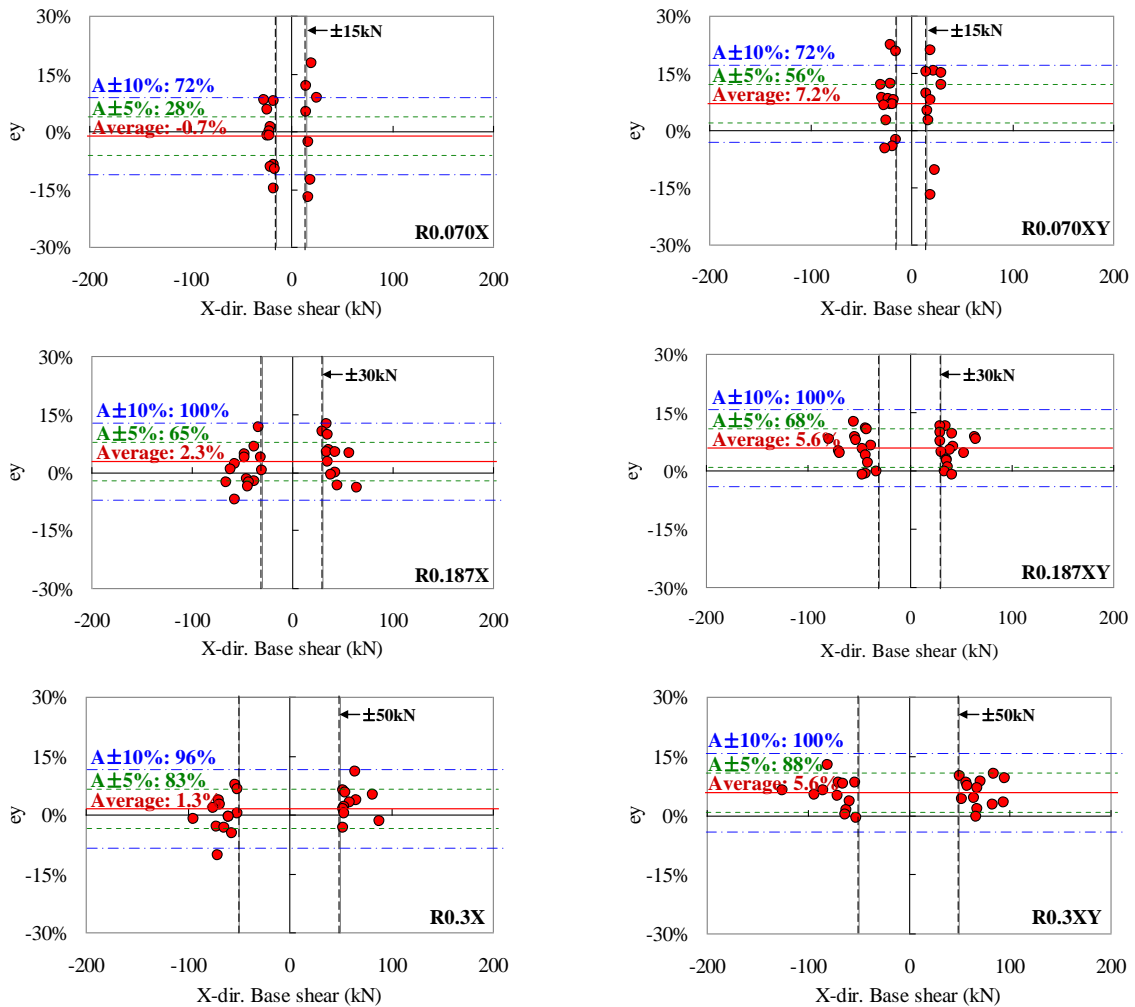 30%
±15kN
15%
A±10%: 72%
A±5%: 28%
Average: -0.7%
0%
ey
-15%
-30%
R0.070X
-200 -100 0 100 200
X-dir. Base shear (kN)
30%
±15kN
15%
A±10%: 72%
A±5%: 56%
Average: 7.2%
0%
ey
-15%
-30%
R0.070XY
-200 -100 0 100 200
X-dir. Base shear (kN)
30%
±30kN
15%
A±10%: 100%
A±5%: 65%
Average: 2.3%
0%
ey
-15%
-30%
R0.187X
-200 -100 0 100 200
X-dir. Base shear (kN)
30%
±30kN
15%
A±10%: 100%
A±5%: 68%
Average: 5.6%
0%
ey
-15%
-30%
R0.187XY
-200 -100 0 100 200
X-dir. Base shear (kN)
30%
±50kN
15%
A±10%: 96%
A±5%: 83%
Average: 1.3%
0%
ey
-15%
-30%
R0.3X
-200 -100 0 100 200
X-dir. Base shear (kN)
30%
±50kN
15%
A±10%: 100%
A±5%: 88%
Average: 5.6%
0%
ey
-15%
-30%
R0.3XY
-200 -100 0 100 200
X-dir. Base shear (kN)